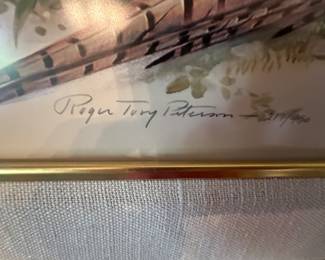 Roger Tory Peterson —